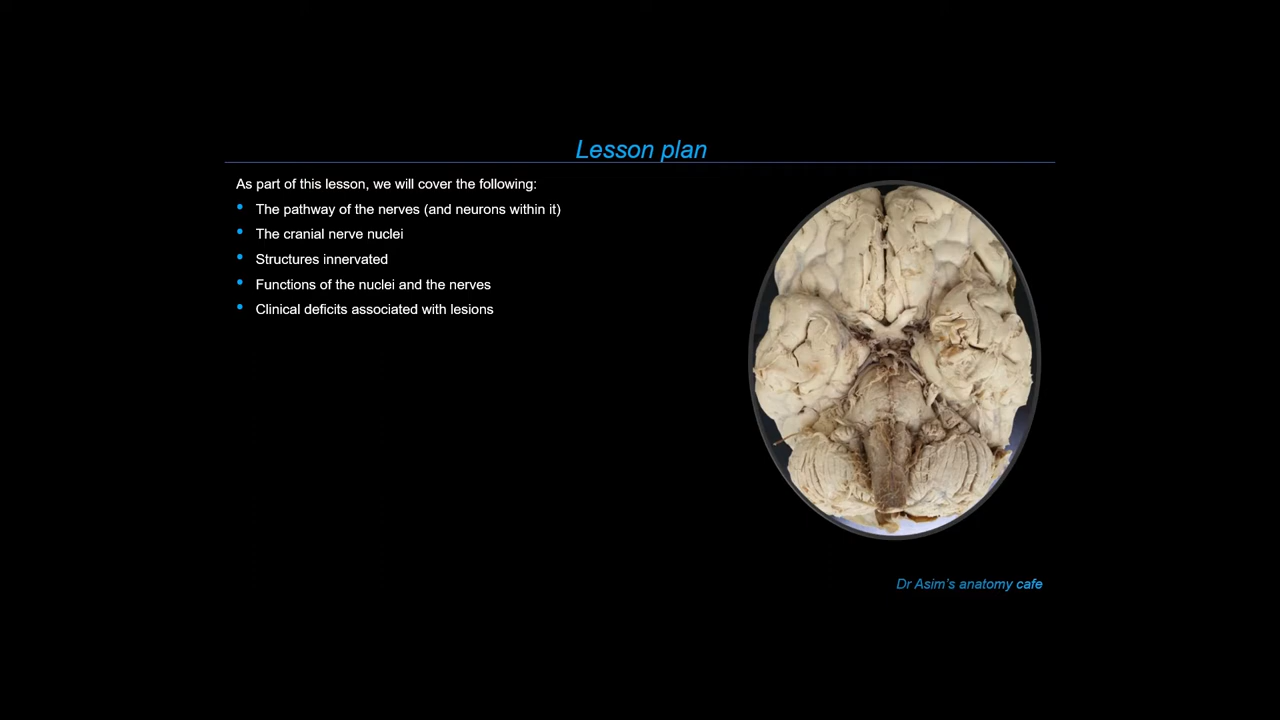 Lesson plan
As part of this lesson, we will cover the following:
• The pathway of the nerves (and neurons within it)
• The cranial nerve nuclei
• Structures innervated
• Functions of the nuclei and the nerves
• Clinical deficits associated with lesions
Dr Asim's anatomy cafe